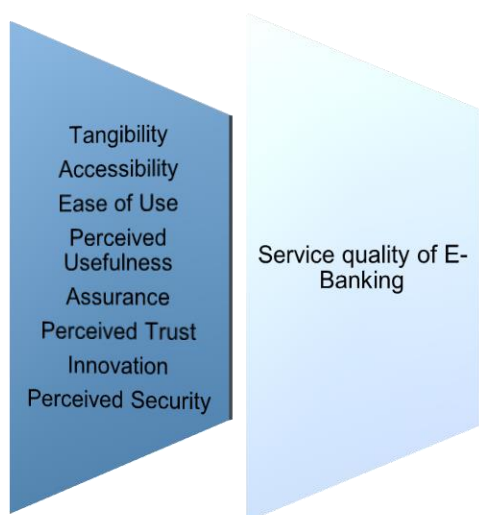 Tangibility
Accessibility
Ease of Use
Perceived
Usefulness
Assurance
Perceived Trust
Innovation
Perceived Security
Service quality of E-
Banking